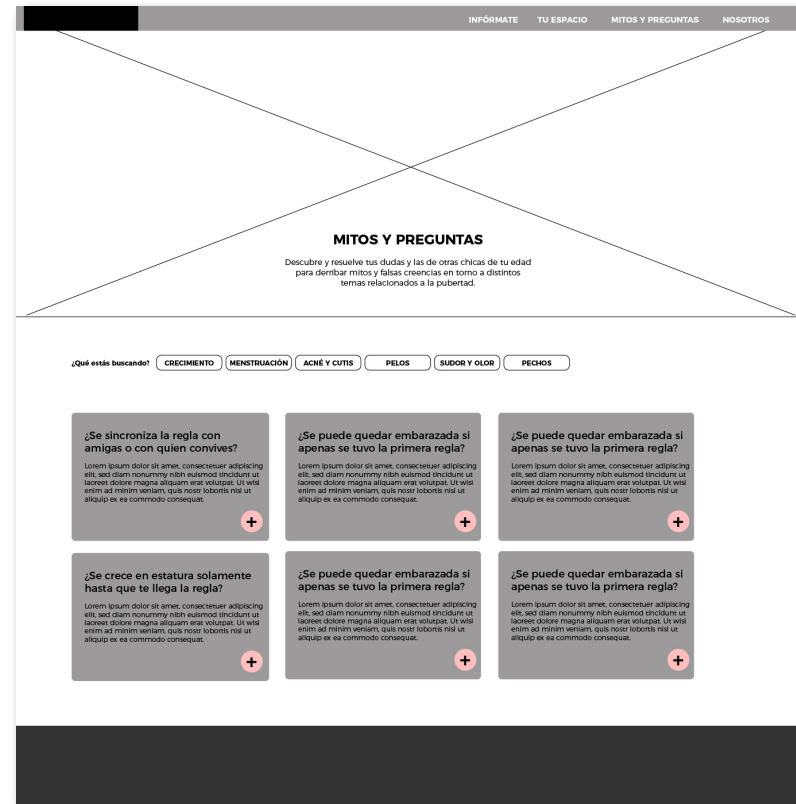 INFÓRMATE TU ESPACIO MITOS Y PREGUNTAS NOSOTROS
MITOS Y PREGUNTAS
Descubre y resuelve tus dudas y las de otras chicas de tu edad
para derribar mitos y falsas creencias en torno a distintos
temas relacionados a la pubertad.
¿Qué estás buscando? CRECIMIENTO MENSTRUACIÓN ACNÉ Y CUTIS PELOS SUDOR Y OLOR PECHOS
¿Se sincroniza la regla con
amigas o con quien convives?
Lorem ipsum dolor sit amet, consectetuer adipiscing
elit, sed diam nonummy nibh euismod tincidunt ut
laoreet dolore magna aliquam erat volutpat. Ut wisi
enim ad minim veniam, quis nostr lobortis nisl ut
aliquip ex ea commodo consequat.
+
¿Se puede quedar embarazada si
apenas se tuvo la primera regla?
Lorem ipsum dolor sit amet, consectetuer adipiscing
elit, sed diam nonummy nibh euismod tincidunt ut
laoreet dolore magna aliquam erat volutpat. Ut wisi
enim ad minim veniam, quis nostr lobortis nisl ut
aliquip ex ea commodo consequat.
+
¿Se puede quedar embarazada si
apenas se tuvo la primera regla?
Lorem ipsum dolor sit amet, consectetuer adipiscing
elit, sed diam nonummy nibh euismod tincidunt ut
laoreet dolore magna aliquam erat volutpat. Ut wisi
enim ad minim veniam, quis nostr lobortis nisl ut
aliquip ex ea commodo consequat.
+
¿Se crece en estatura solamente
hasta que te llega la regla?
Lorem ipsum dolor sit amet, consectetuer adipiscing
elit, sed diam nonummy nibh euismod tincidunt ut
laoreet dolore magna aliquam erat volutpat. Ut wisi
enim ad minim veniam, quis nostr lobortis nisl ut
aliquip ex ea commodo consequat.
+
¿Se puede quedar embarazada si
apenas se tuvo la primera regla?
Lorem ipsum dolor sit amet, consectetuer adipiscing
elit, sed diam nonummy nibh euismod tincidunt ut
laoreet dolore magna aliquam erat volutpat. Ut wisi
enim ad minim veniam, quis nostr lobortis nisl ut
aliquip ex ea commodo consequat.
+
¿Se puede quedar embarazada si
apenas se tuvo la primera regla?
Lorem ipsum dolor sit amet, consectetuer adipiscing
elit, sed diam nonummy nibh euismod tincidunt ut
laoreet dolore magna aliquam erat volutpat. Ut wisi
enim ad minim veniam, quis nostr lobortis nisl ut
aliquip ex ea commodo consequat.
+